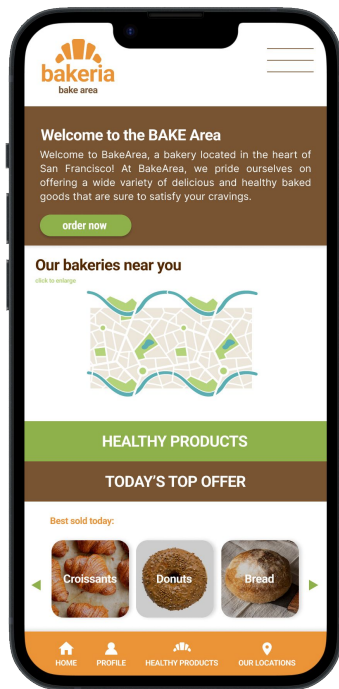 bakeria
bake area
Welcome to the BAKE Area
Welcome to BakeArea, a bakery located in the heart of
San Francisco! At BakeArea, we pride ourselves on
offering a wide variety of delicious and healthy baked
goods that are sure to satisfy your cravings.
order now
Our bakeries near you
click to enlarge
HEALTHY PRODUCTS
TODAY'S TOP OFFER
Best sold today:
Croissants Donuts Bread
HOME PROFILE HEALTHY PRODUCTS OUR LOCATIONS